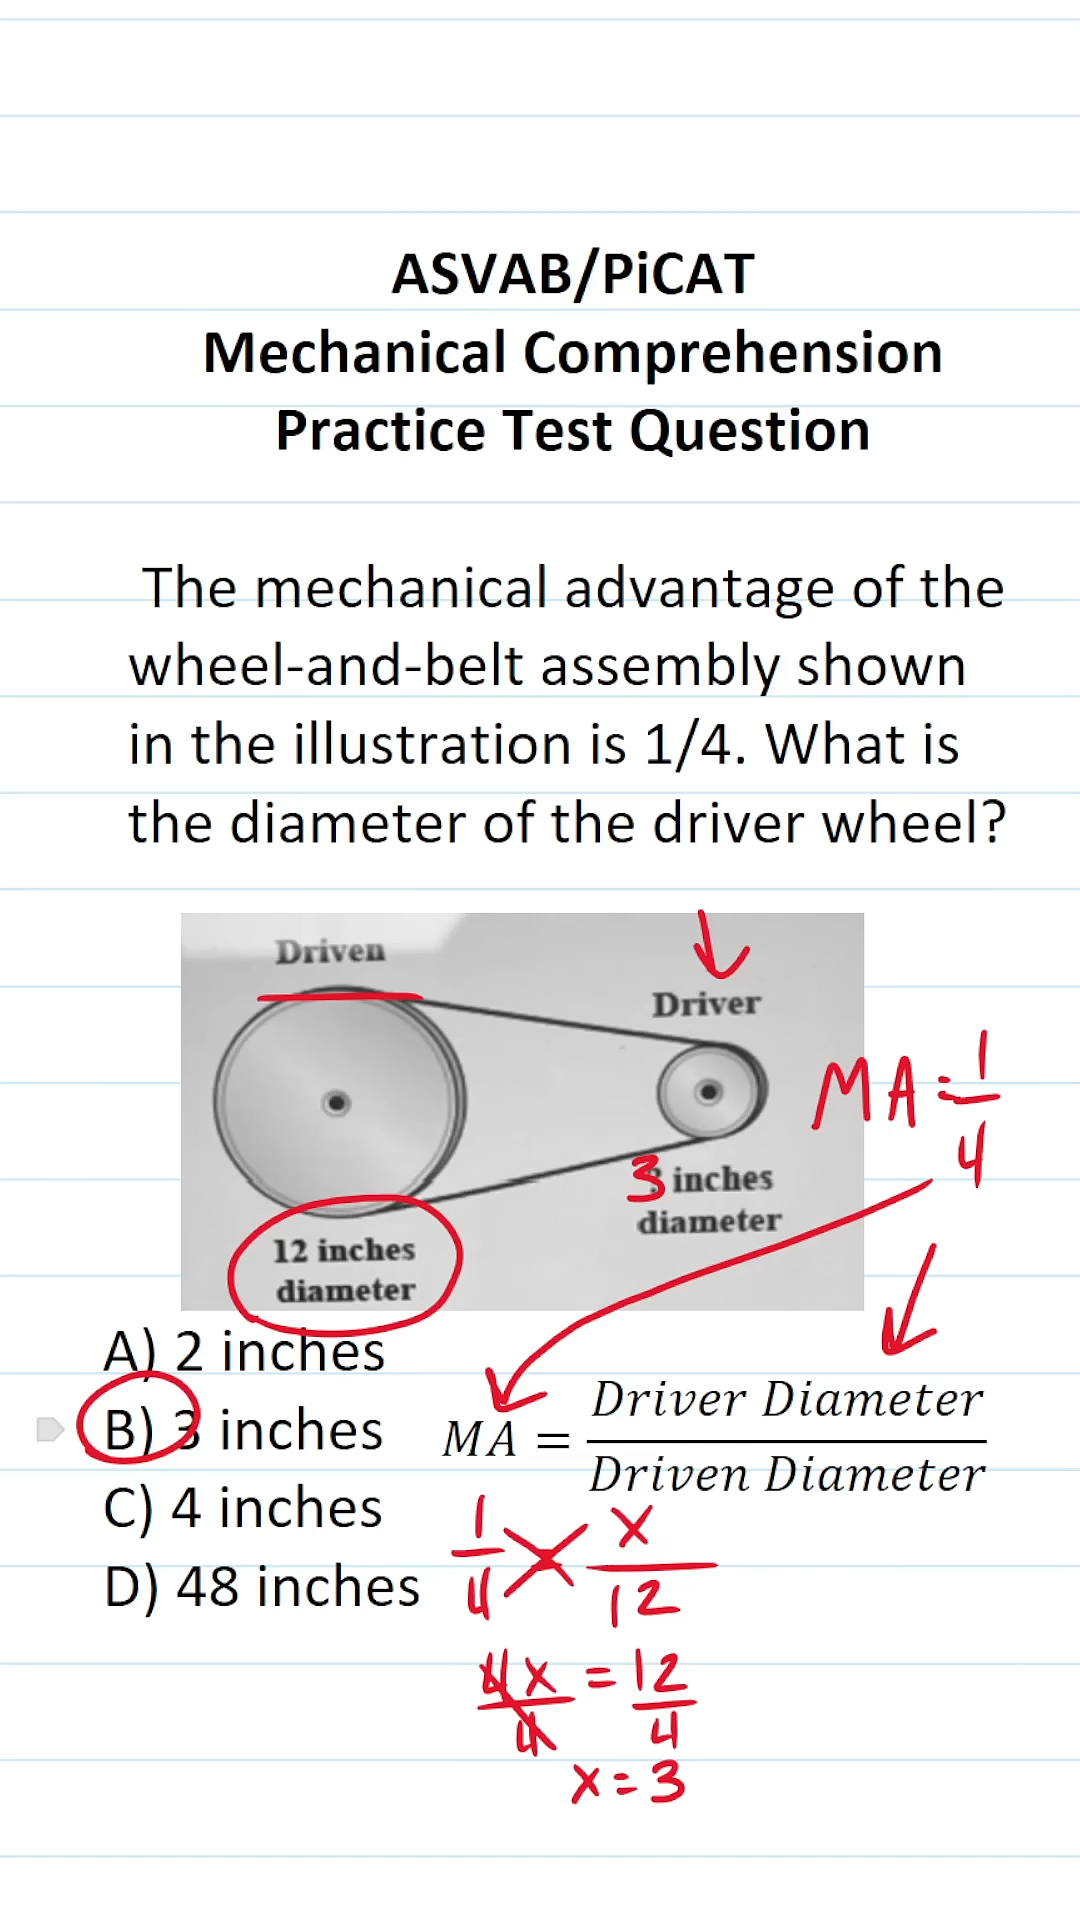 ASVAB/PiCAT
Mechanical Comprehension
Practice Test Question
The mechanical advantage of the
wheel-and-belt assembly shown
in the illustration is 1/4. What is
the diameter of the driver wheel?
Driven
Driver
MA = 1/4
3 inches
diameter
12 inches
diameter
A) 2 inches
B) 3 inches
C) 4 inches
D) 48 inches
MA = Driver Diameter / Driven Diameter
1/4 x/12
4x/4 = 12/4
x = 3